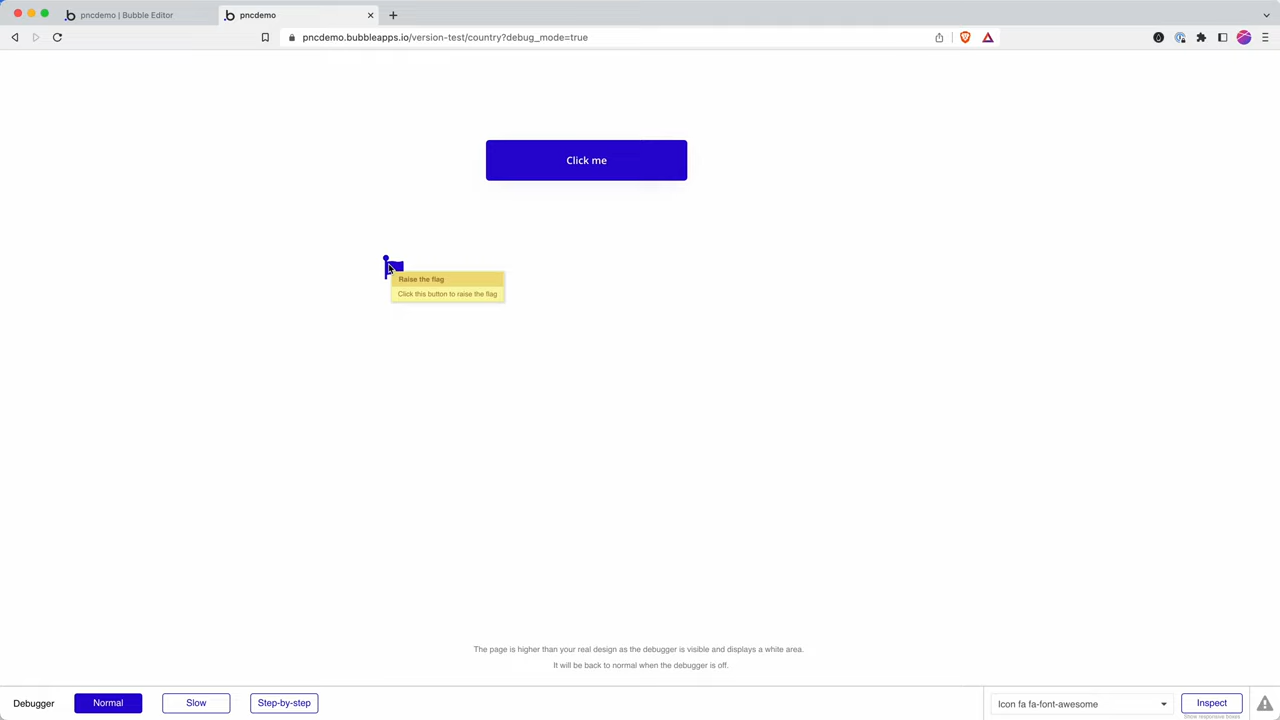 pncdemo | Bubble Editor
pncdemo
pncdemo.bubbleapps.io/version-test/country?debug_mode=true
Click me
Raise the flag
Click this button to raise the flag
The page is higher than your real design as the debugger is visible and displays a white area.
It will be back to normal when the debugger is off.
Debugger
Normal
Slow
Step-by-step
Icon fa fa-font-awesome
Inspect
Show responsive boxes